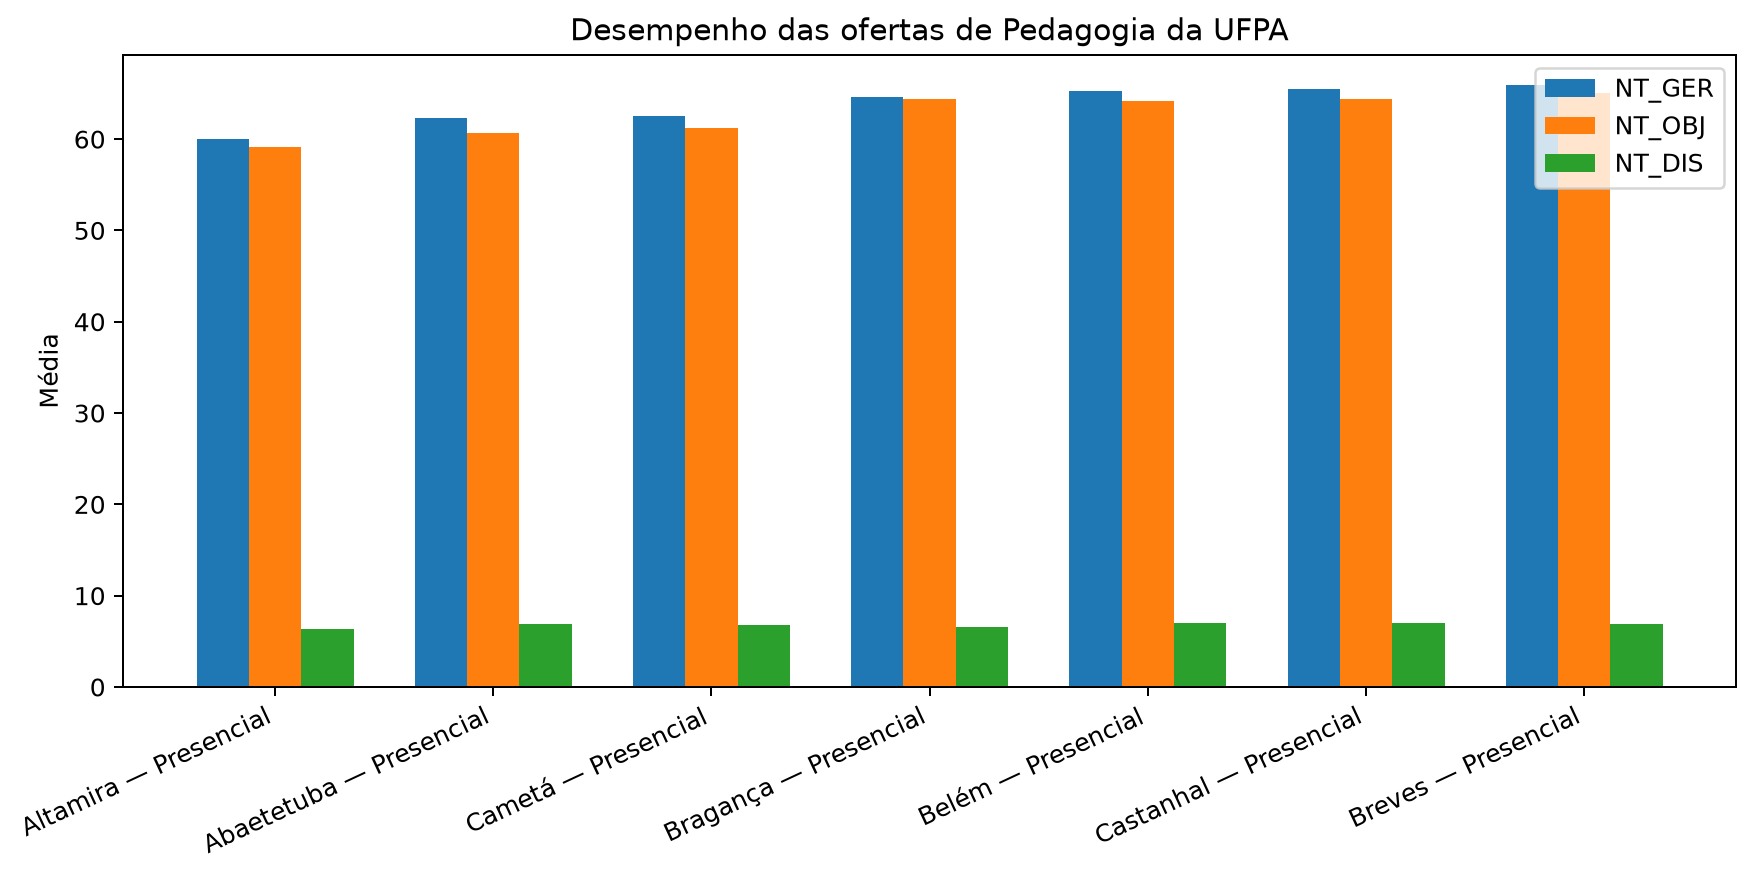 Desempenho das ofertas de Pedagogia da UFPA
NT_GER
NT_OBJ
NT_DIS
Média
60
50
40
30
20
10
0
Altamira — Presencial
Abaetetuba — Presencial
Cametá — Presencial
Bragança — Presencial
Belém — Presencial
Castanhal — Presencial
Breves — Presencial